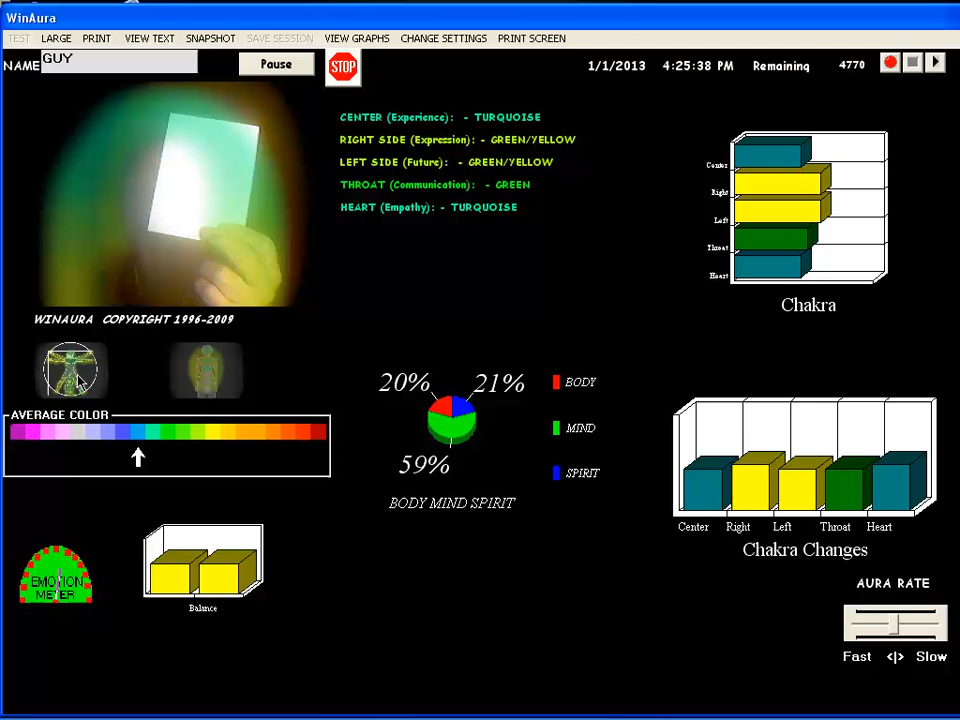 WinAura
TEST LARGE PRINT VIEW TEXT SNAPSHOT SAVE SESSION VIEW GRAPHS CHANGE SETTINGS PRINT SCREEN
NAME GUY Pause STOP 1/1/2013 4:25:38 PM Remaining 4770
CENTER (Experience): - TURQUOISE
RIGHT SIDE (Expression): - GREEN/YELLOW
LEFT SIDE (Future): - GREEN/YELLOW
THROAT (Communication): - GREEN
HEART (Empathy): - TURQUOISE
Center
Right
Left
Throat
Heart
Chakra
WINAURA COPYRIGHT 1996-2009
20% 21%
59%
BODY
MIND
SPIRIT
BODY MIND SPIRIT
AVERAGE COLOR
Center Right Left Throat Heart
Chakra Changes
EMOTION
METER
Balance
AURA RATE
Fast <|> Slow